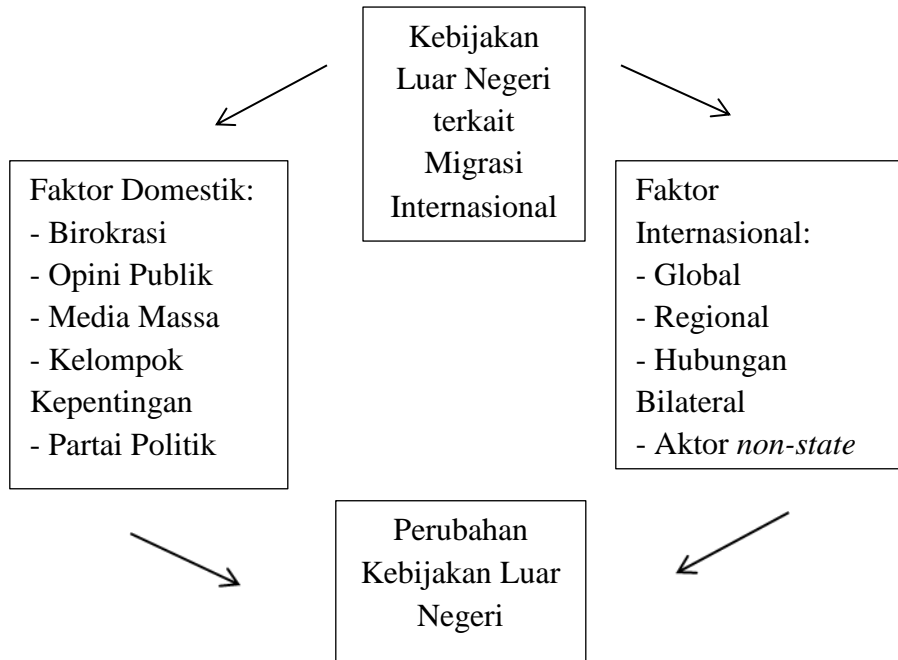 Kebijakan
Luar Negeri
terkait
Migrasi
Internasional
Faktor Domestik:
- Birokrasi
- Opini Publik
- Media Massa
- Kelompok
Kepentingan
- Partai Politik
Faktor
Internasional:
- Global
- Regional
- Hubungan
Bilateral
- Aktor non-state
Perubahan
Kebijakan Luar
Negeri